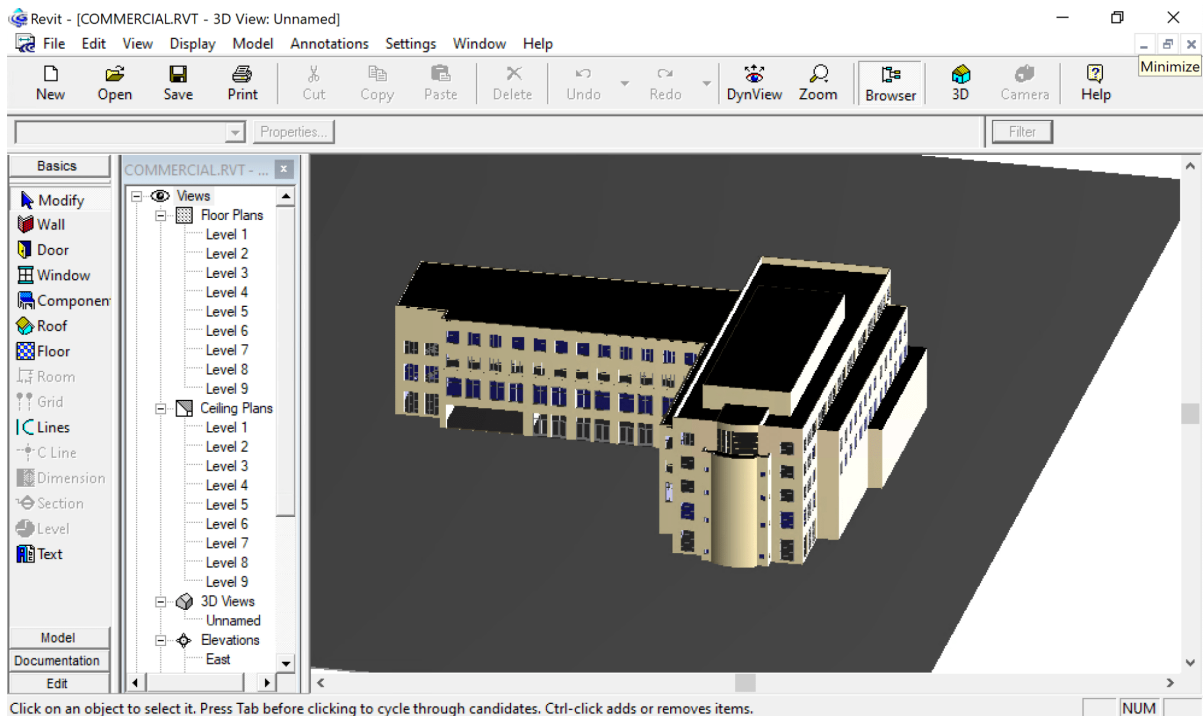 Revit - [COMMERCIAL.RVT - 3D View: Unnamed]
File Edit View Display Model Annotations Settings Window Help
Minimize
New Open Save Print Cut Copy Paste Delete Undo Redo DynView Zoom Browser 3D Camera Help
Properties... Filter
Basics
Modify
Wall
Door
Window
Componen
Roof
Floor
Room
Grid
Lines
C Line
Dimension
Section
Level
Text
Model
Documentation
Edit
COMMERCIAL.RVT - ...
Views
Floor Plans
Level 1
Level 2
Level 3
Level 4
Level 5
Level 6
Level 7
Level 8
Level 9
Ceiling Plans
Level 1
Level 2
Level 3
Level 4
Level 5
Level 6
Level 7
Level 8
Level 9
3D Views
Unnamed
Elevations
East
Click on an object to select it. Press Tab before clicking to cycle through candidates. Ctrl-click adds or removes items. NUM